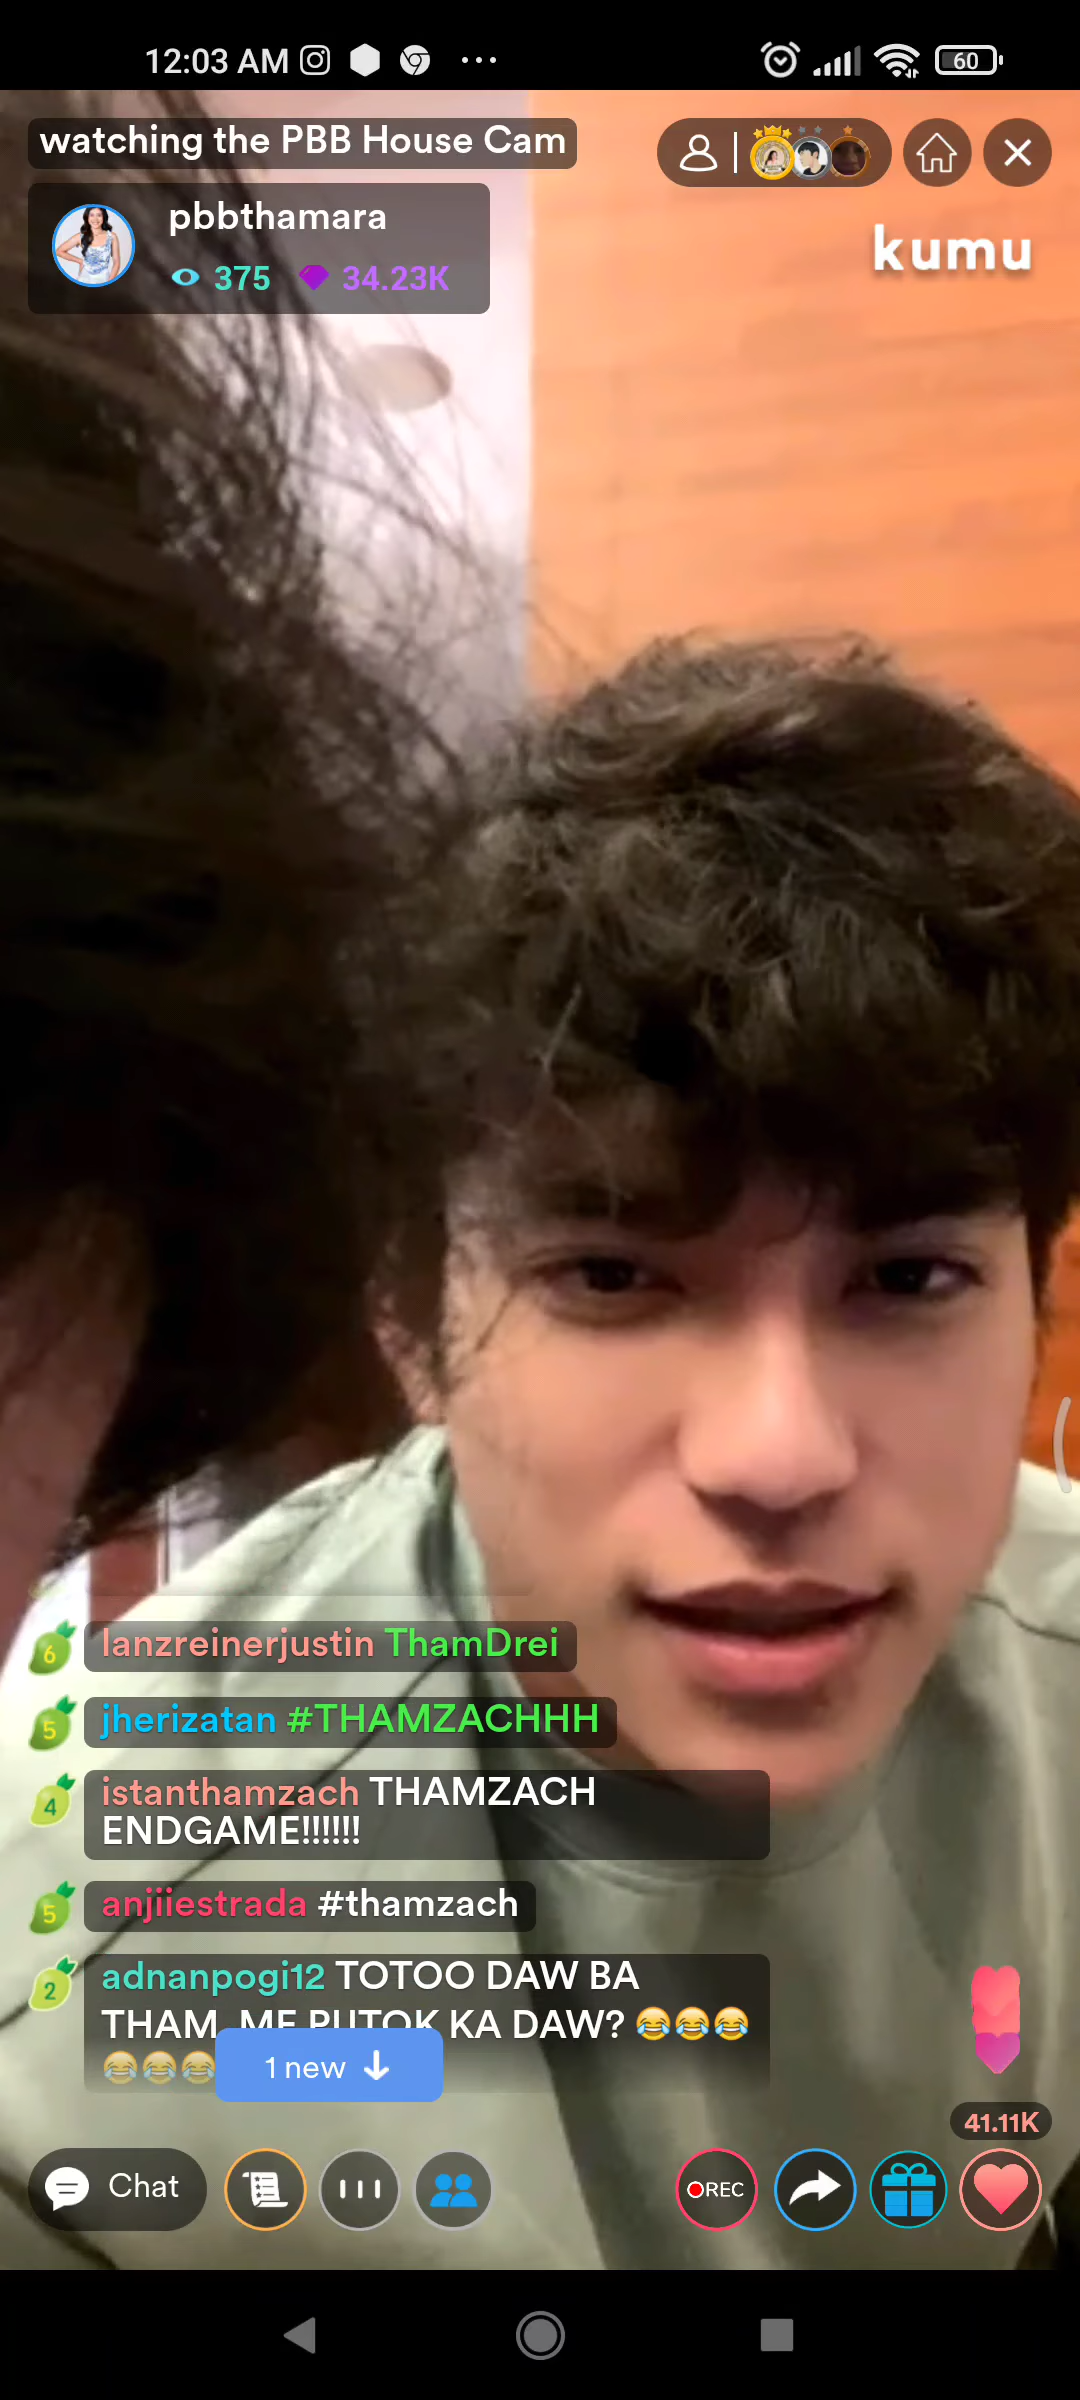 12:03 AM
60
watching the PBB House Cam
pbbthamara
375 34.23K
kumu
6 lanzreinerjustin ThamDrei
5 jherizatan #THAMZACHHH
4 istanthamzach THAMZACH
ENDGAME!!!!!!
5 anjiiestrada #thamzach
2 adnanpogi12 TOTOO DAW BA
THAM ME PUTOK KA DAW? 😂😂😂
😂😂😂
1 new
41.11K
Chat
REC